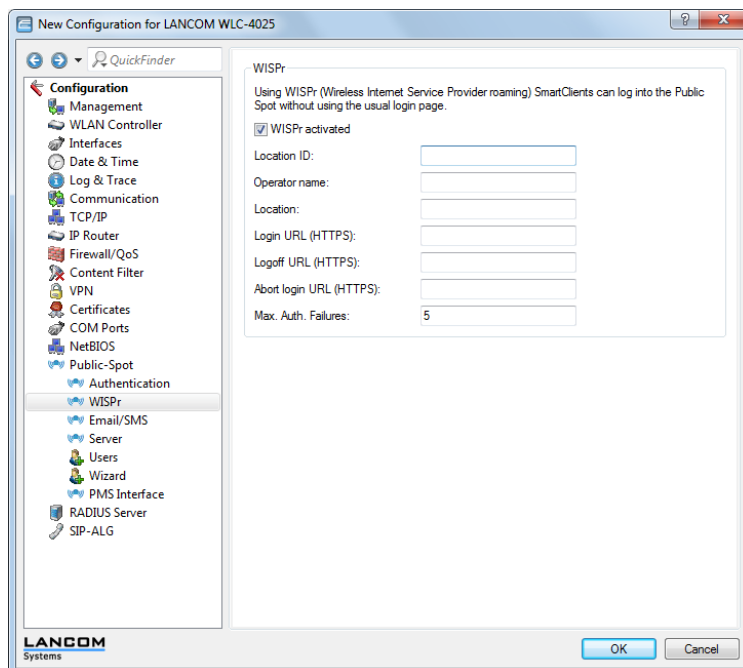 New Configuration for LANCOM WLC-4025
QuickFinder
Configuration
Management
WLAN Controller
Interfaces
Date & Time
Log & Trace
Communication
TCP/IP
IP Router
Firewall/QoS
Content Filter
VPN
Certificates
COM Ports
NetBIOS
Public-Spot
Authentication
WISPr
Email/SMS
Server
Users
Wizard
PMS Interface
RADIUS Server
SIP-ALG
WISPr
Using WISPr (Wireless Internet Service Provider roaming) SmartClients can log into the Public
Spot without using the usual login page.
WISPr activated
Location ID:
Operator name:
Location:
Login URL (HTTPS):
Logoff URL (HTTPS):
Abort login URL (HTTPS):
Max. Auth. Failures: 5
LANCOM
Systems
OK Cancel